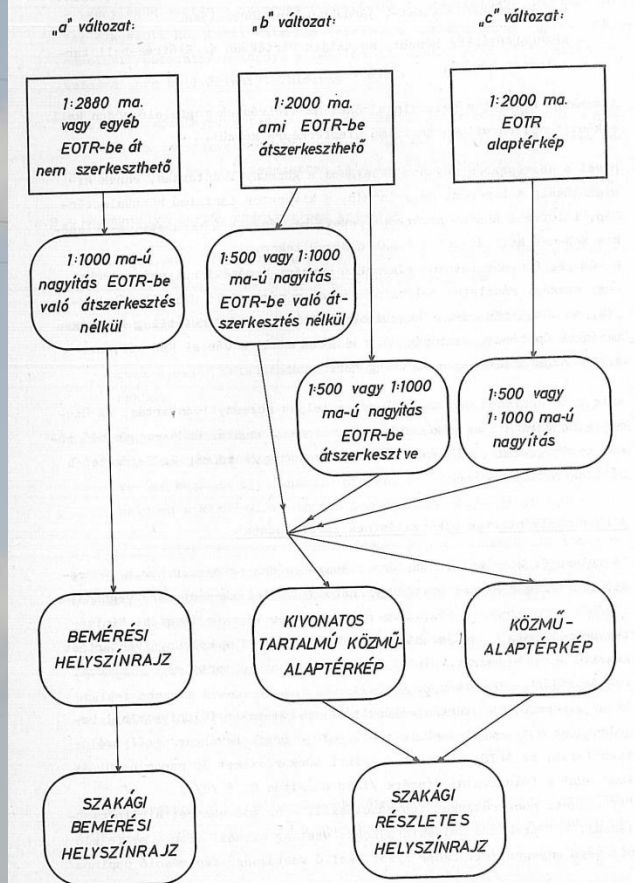 „a" változat:
„b" változat:
„c" változat:
1:2880 ma.
vagy egyéb
EOTR-be át
nem szerkeszthető
1:2000 ma.
ami EOTR-be
átszerkeszthető
1:2000 ma.
EOTR
alaptérkép
1:1000 ma-ú
nagyítás EOTR-be
való átszerkesztés
nélkül
1:500 vagy 1:1000
ma-ú nagyítás
EOTR-be való át-
szerkesztés nélkül
1:500 vagy 1:1000
ma-ú nagyítás
EOTR-be
átszerkesztve
1:500 vagy
1:1000 ma-ú
nagyítás
BEMÉRÉSI
HELYSZÍNRAJZ
KIVONATOS
TARTALMÚ KÖZMŰ-
ALAPTÉRKÉP
KÖZMŰ-
ALAPTÉRKÉP
SZAKÁGI
BEMÉRÉSI
HELYSZÍNRAJZ
SZAKÁGI
RÉSZLETES
HELYSZÍNRAJZ